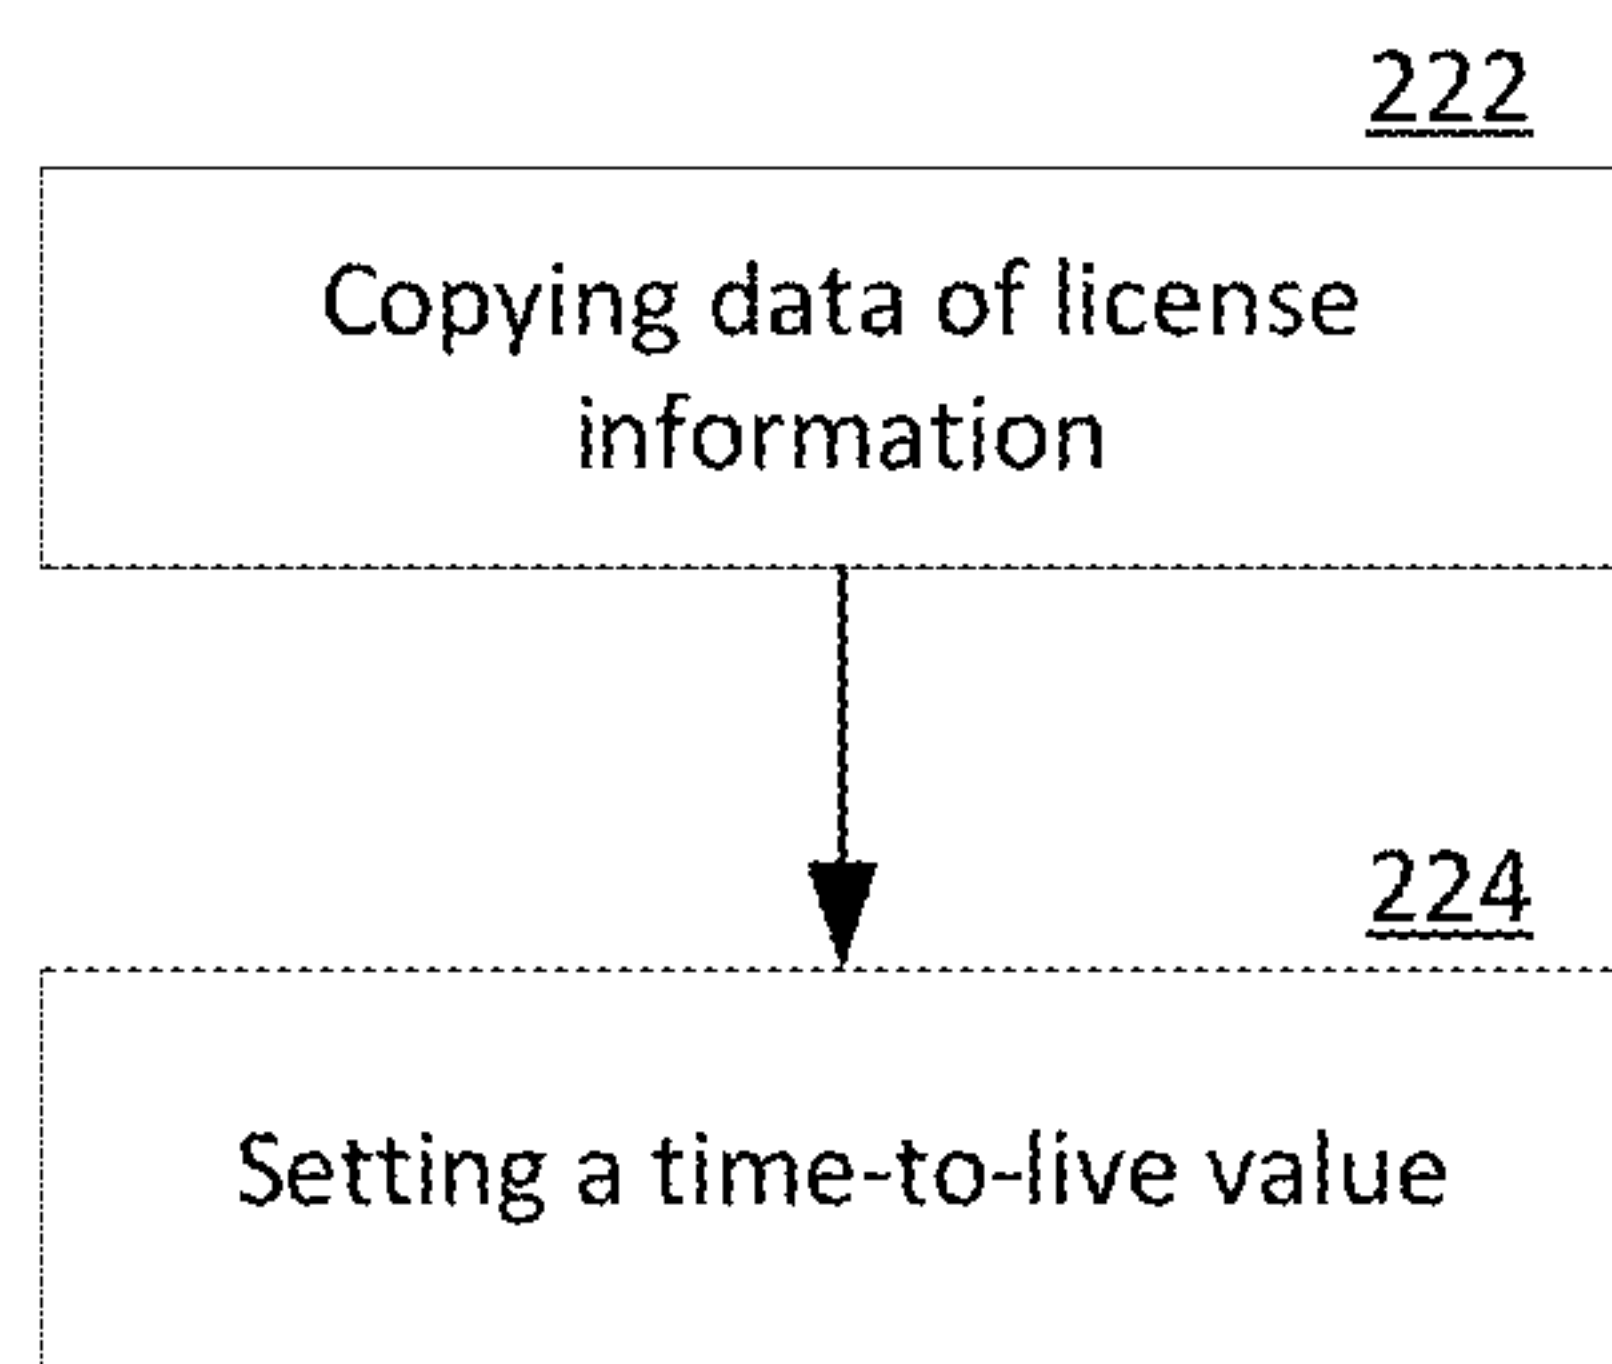 222
Copying data of license
information
224
Setting a time-to-live value